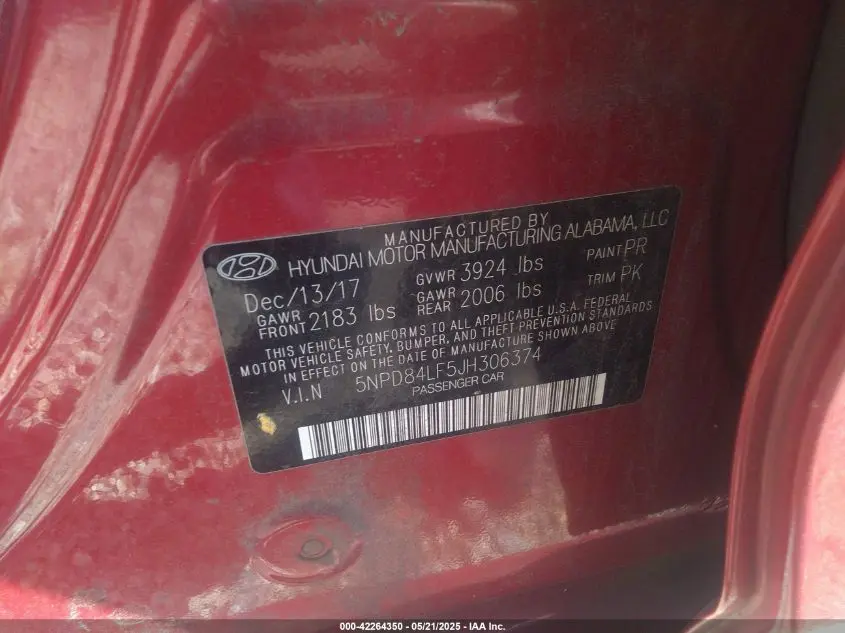 MANUFACTURED BY
HYUNDAI MOTOR MANUFACTURING ALABAMA, LLC
Dec/13/17 GVWR 3924 lbs PAINT PR
GAWR FRONT 2183 lbs GAWR REAR 2006 lbs TRIM PK
THIS VEHICLE CONFORMS TO ALL APPLICABLE U.S.A. FEDERAL
MOTOR VEHICLE SAFETY, BUMPER, AND THEFT PREVENTION STANDARDS
IN EFFECT ON THE DATE OF MANUFACTURE SHOWN ABOVE
V.I.N 5NPD84LF5JH306374
PASSENGER CAR
000-42264350 - 05/21/2025 - IAA Inc.